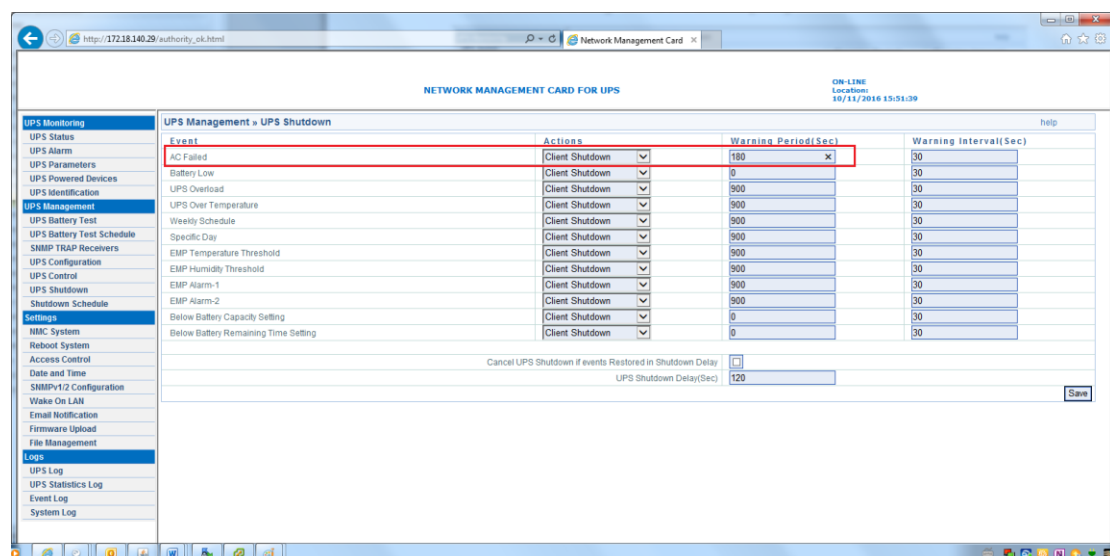 http://172.18.140.29/authority_ok.html
Network Management Card
NETWORK MANAGEMENT CARD FOR UPS
ON-LINE
Location:
10/11/2016 15:51:39
UPS Monitoring
UPS Status
UPS Alarm
UPS Parameters
UPS Powered Devices
UPS Identification
UPS Management
UPS Battery Test
UPS Battery Test Schedule
SNMP TRAP Receivers
UPS Configuration
UPS Control
UPS Shutdown
Shutdown Schedule
Settings
NMC System
Reboot System
Access Control
Date and Time
SNMPv1/2 Configuration
Wake On LAN
Email Notification
Firmware Upload
File Management
Logs
UPS Log
UPS Statistics Log
Event Log
System Log
UPS Management » UPS Shutdown help
Event Actions Warning Period(Sec) Warning Interval(Sec)
AC Failed Client Shutdown 180 30
Battery Low Client Shutdown 0 30
UPS Overload Client Shutdown 900 30
UPS Over Temperature Client Shutdown 900 30
Weekly Schedule Client Shutdown 900 30
Specific Day Client Shutdown 900 30
EMP Temperature Threshold Client Shutdown 900 30
EMP Humidity Threshold Client Shutdown 900 30
EMP Alarm-1 Client Shutdown 900 30
EMP Alarm-2 Client Shutdown 900 30
Below Battery Capacity Setting Client Shutdown 0 30
Below Battery Remaining Time Setting Client Shutdown 0 30
Cancel UPS Shutdown if events Restored in Shutdown Delay
UPS Shutdown Delay(Sec) 120
Save